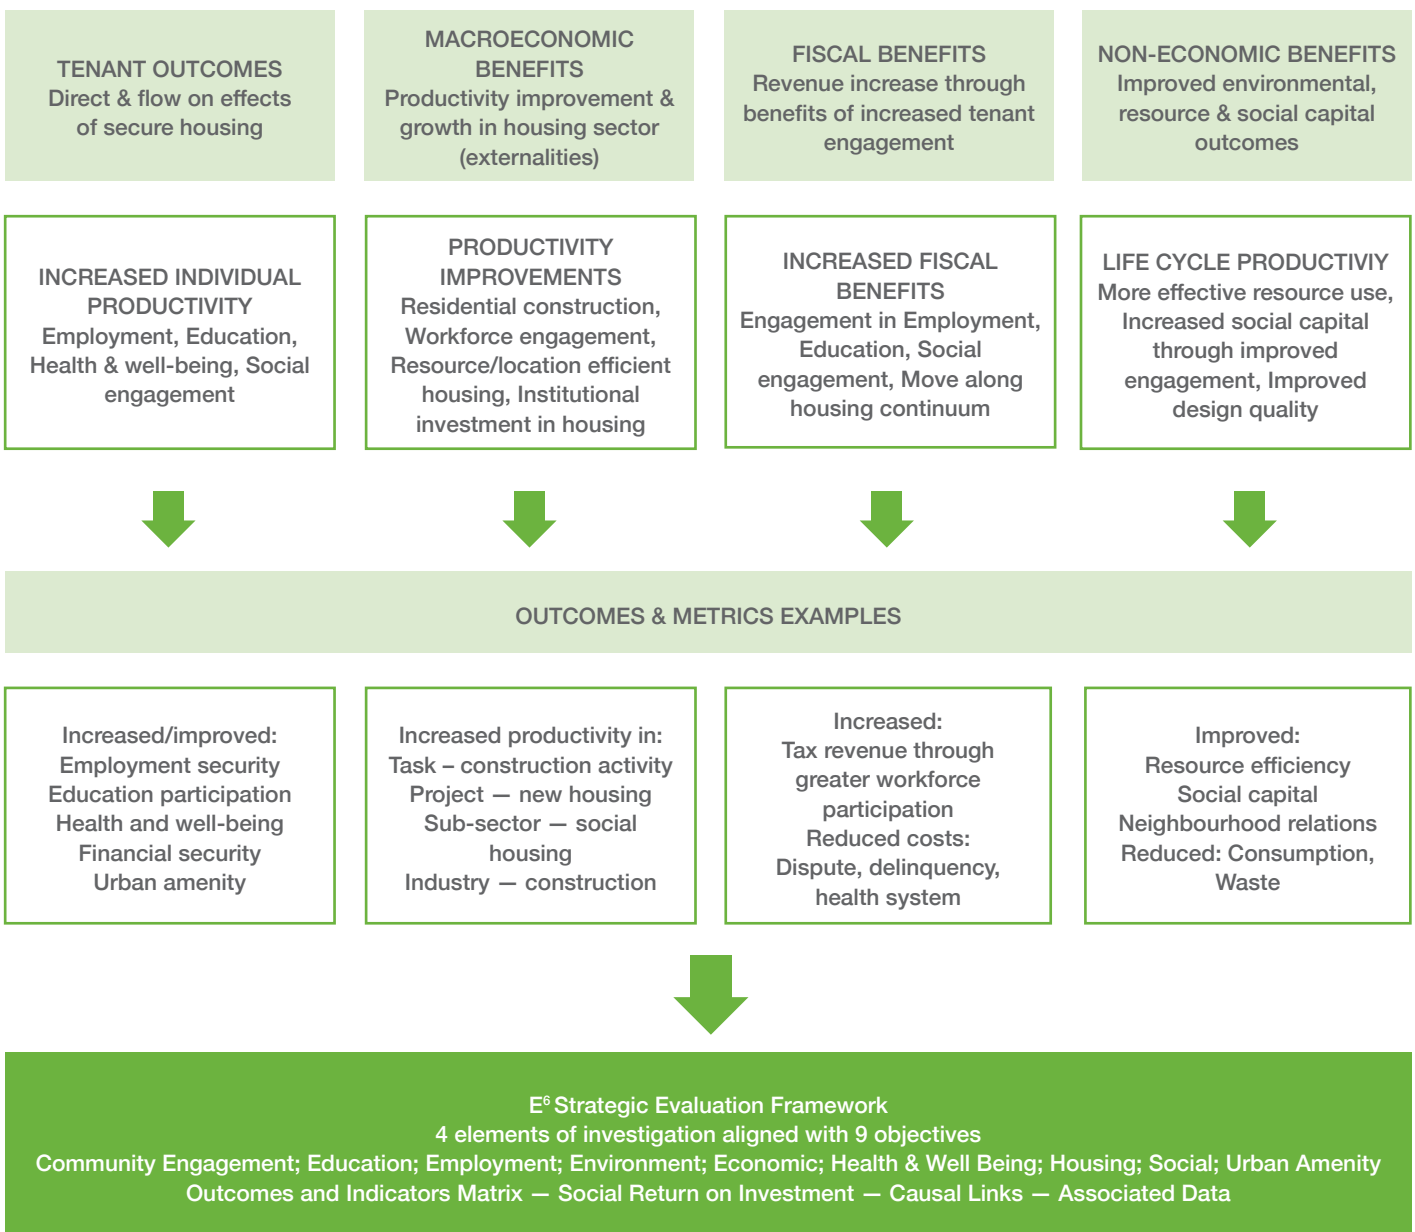 TENANT OUTCOMES
Direct & flow on effects
of secure housing
MACROECONOMIC
BENEFITS
Productivity improvement &
growth in housing sector
(externalities)
FISCAL BENEFITS
Revenue increase through
benefits of increased tenant
engagement
NON-ECONOMIC BENEFITS
Improved environmental,
resource & social capital
outcomes
INCREASED INDIVIDUAL
PRODUCTIVITY
Employment, Education,
Health & well-being, Social
engagement
PRODUCTIVITY
IMPROVEMENTS
Residential construction,
Workforce engagement,
Resource/location efficient
housing, Institutional
investment in housing
INCREASED FISCAL
BENEFITS
Engagement in Employment,
Education, Social
engagement, Move along
housing continuum
LIFE CYCLE PRODUCTIVIY
More effective resource use,
Increased social capital
through improved
engagement, Improved
design quality
OUTCOMES & METRICS EXAMPLES
Increased/improved:
Employment security
Education participation
Health and well-being
Financial security
Urban amenity
Increased productivity in:
Task – construction activity
Project — new housing
Sub-sector — social
housing
Industry — construction
Increased:
Tax revenue through
greater workforce
participation
Reduced costs:
Dispute, delinquency,
health system
Improved:
Resource efficiency
Social capital
Neighbourhood relations
Reduced: Consumption,
Waste
E⁶ Strategic Evaluation Framework
4 elements of investigation aligned with 9 objectives
Community Engagement; Education; Employment; Environment; Economic; Health & Well Being; Housing; Social; Urban Amenity
Outcomes and Indicators Matrix — Social Return on Investment — Causal Links — Associated Data